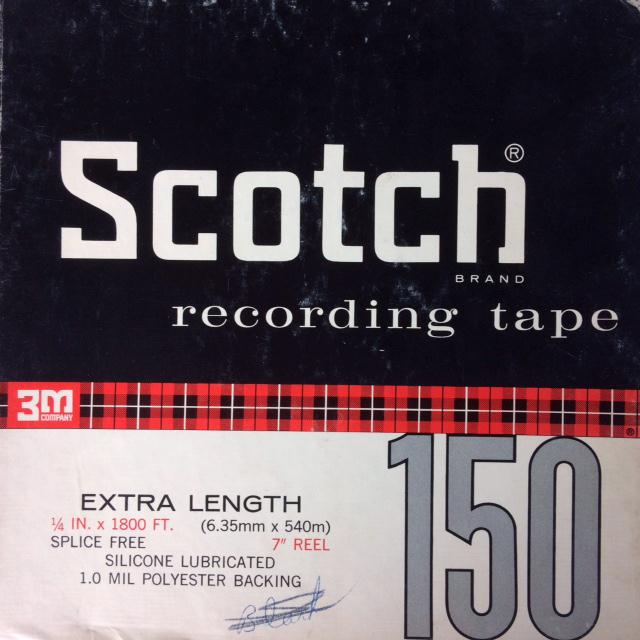 Scotch®
BRAND
recording tape
3M
COMPANY
®
150
EXTRA LENGTH
¼ IN. x 1800 FT. (6.35mm x 540m)
SPLICE FREE 7" REEL
SILICONE LUBRICATED
1.0 MIL POLYESTER BACKING